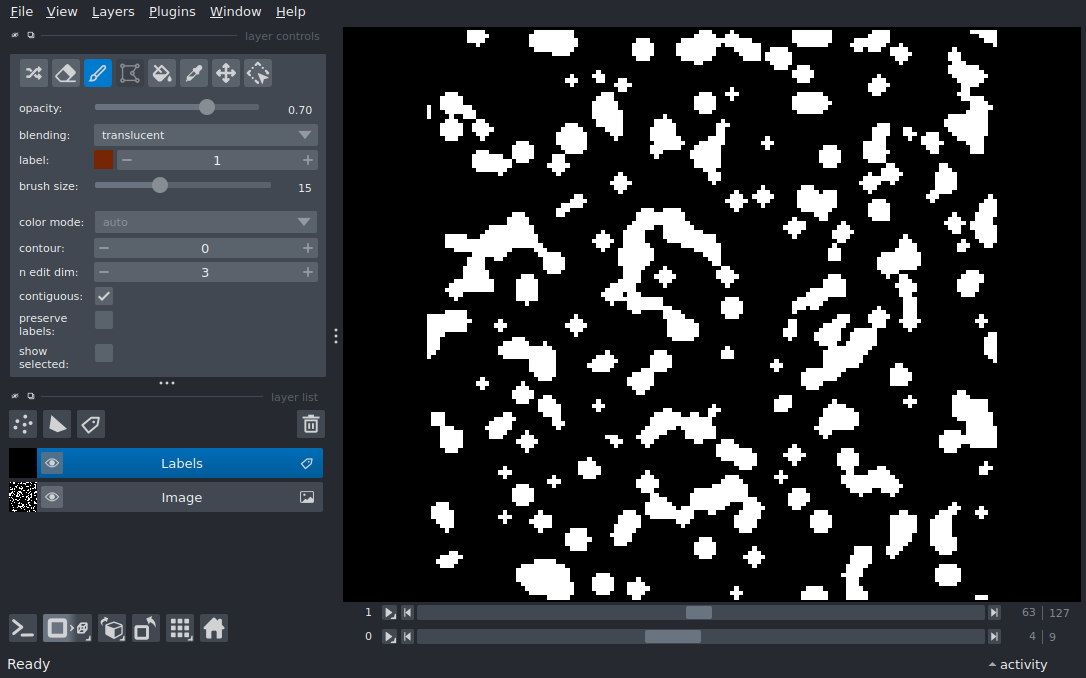 File View Layers Plugins Window Help
layer controls
opacity: 0.70
blending: translucent
label: 1
brush size: 15
color mode: auto
contour: 0
n edit dim: 3
contiguous:
preserve
labels:
show
selected:
layer list
Labels
Image
1 63 127
0 4 9
Ready activity